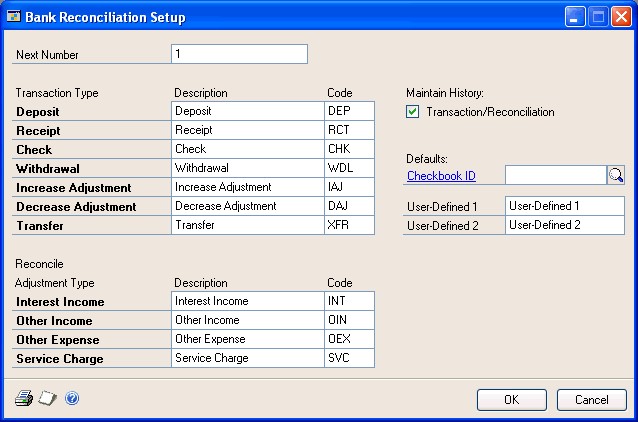 Bank Reconciliation Setup
Next Number 1
Transaction Type Description Code Maintain History:
Deposit Deposit DEP Transaction/Reconciliation
Receipt Receipt RCT
Check Check CHK
Defaults:
Withdrawal Withdrawal WDL Checkbook ID
Increase Adjustment Increase Adjustment IAJ
Decrease Adjustment Decrease Adjustment DAJ User-Defined 1 User-Defined 1
Transfer Transfer XFR User-Defined 2 User-Defined 2
Reconcile
Adjustment Type Description Code
Interest Income Interest Income INT
Other Income Other Income OIN
Other Expense Other Expense OEX
Service Charge Service Charge SVC
OK Cancel